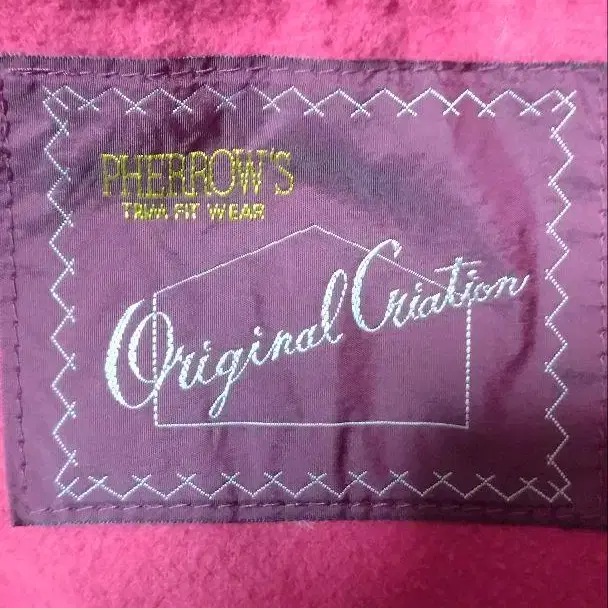 PHERROW'S
TRIM FIT WEAR
Original Criation